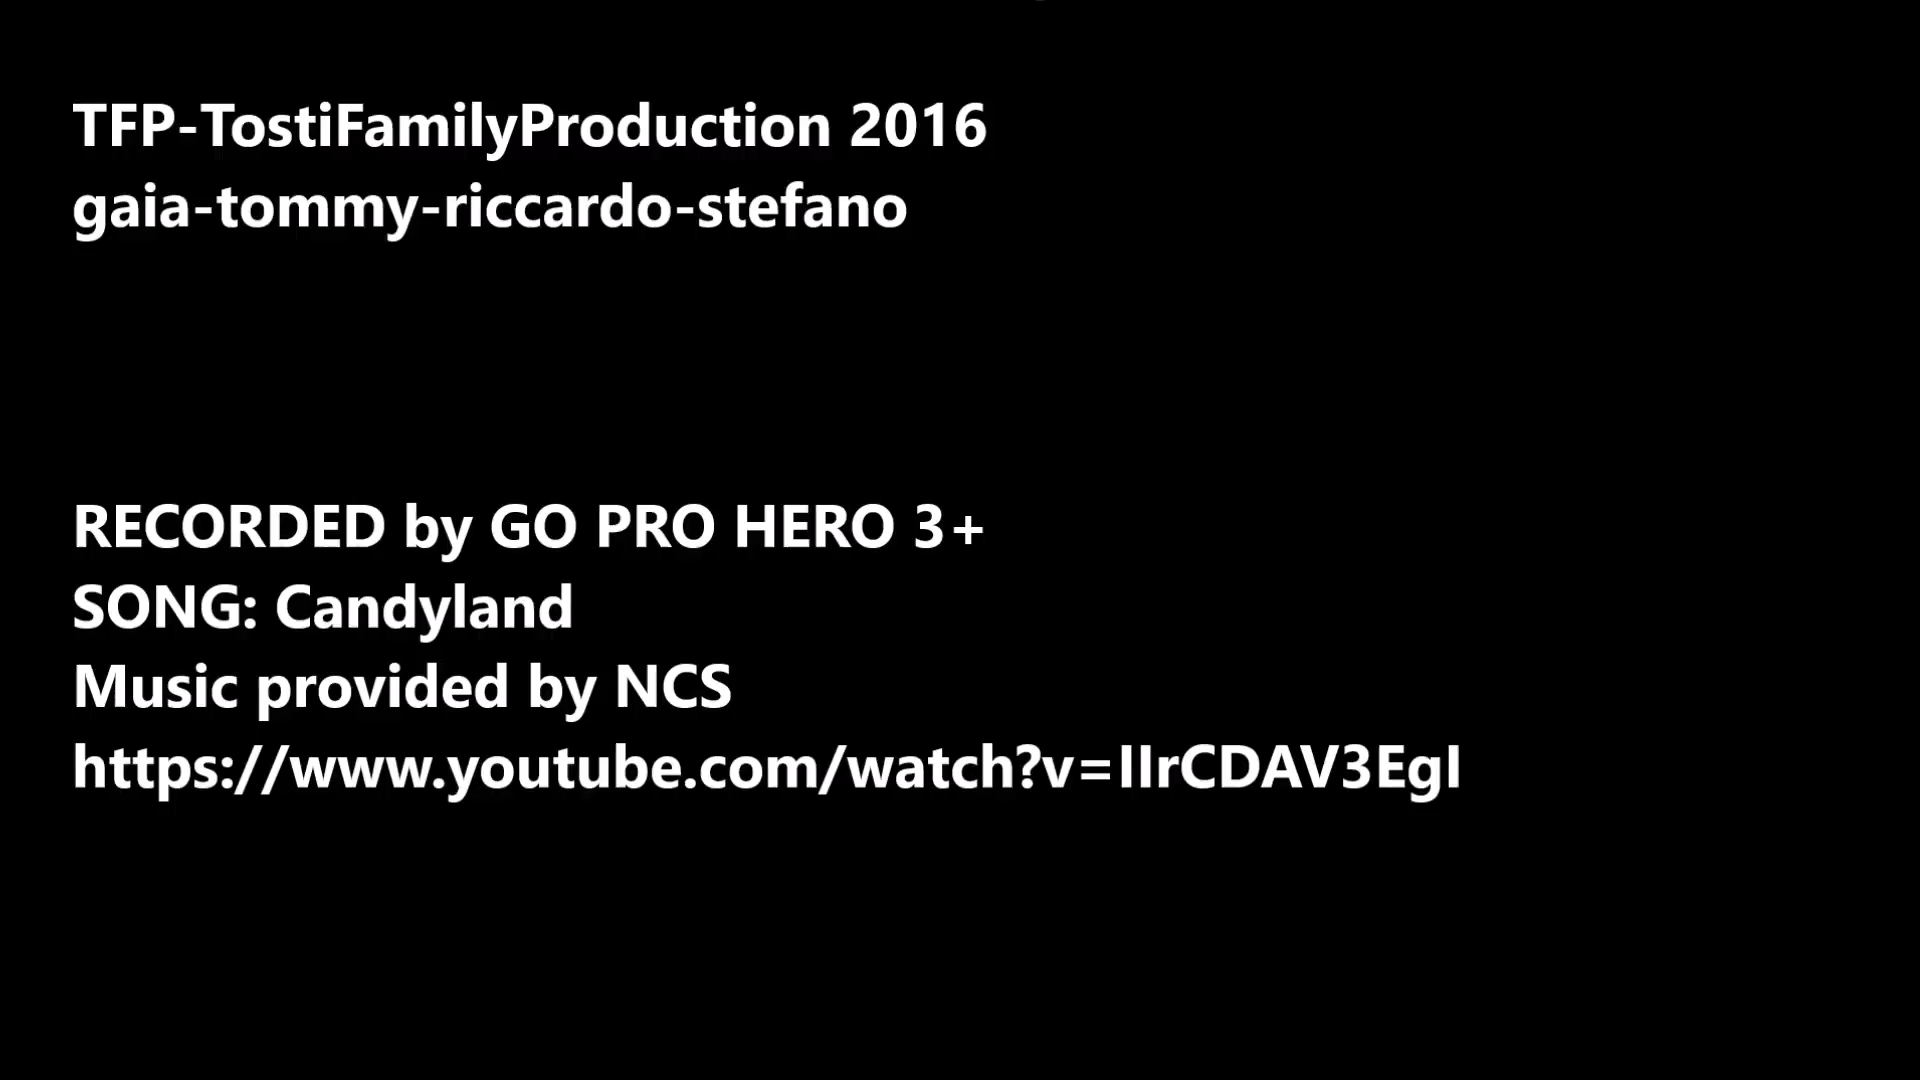 TFP-TostiFamilyProduction 2016
gaia-tommy-riccardo-stefano
RECORDED by GO PRO HERO 3+
SONG: Candyland
Music provided by NCS
https://www.youtube.com/watch?v=IIrCDAV3EgI